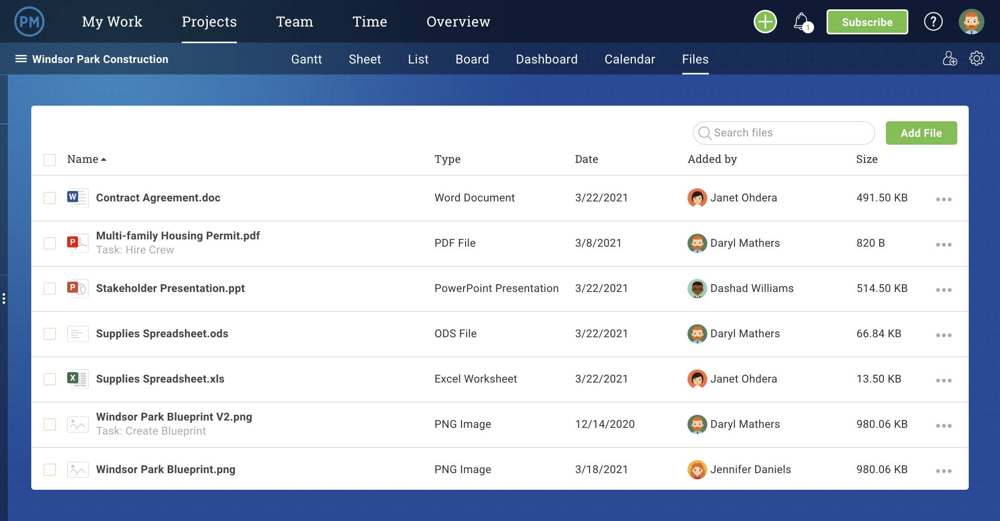 PM My Work Projects Team Time Overview 1 Subscribe ?
Windsor Park Construction Gantt Sheet List Board Dashboard Calendar Files
Search files Add File
Name Type Date Added by Size
W Contract Agreement.doc Word Document 3/22/2021 Janet Ohdera 491.50 KB
P Multi-family Housing Permit.pdf PDF File 3/8/2021 Daryl Mathers 820 B
Task: Hire Crew
P Stakeholder Presentation.ppt PowerPoint Presentation 3/22/2021 Dashad Williams 514.50 KB
Supplies Spreadsheet.ods ODS File 3/22/2021 Daryl Mathers 66.84 KB
X Supplies Spreadsheet.xls Excel Worksheet 3/22/2021 Janet Ohdera 13.50 KB
Windsor Park Blueprint V2.png PNG Image 12/14/2020 Daryl Mathers 980.06 KB
Task: Create Blueprint
Windsor Park Blueprint.png PNG Image 3/18/2021 Jennifer Daniels 980.06 KB